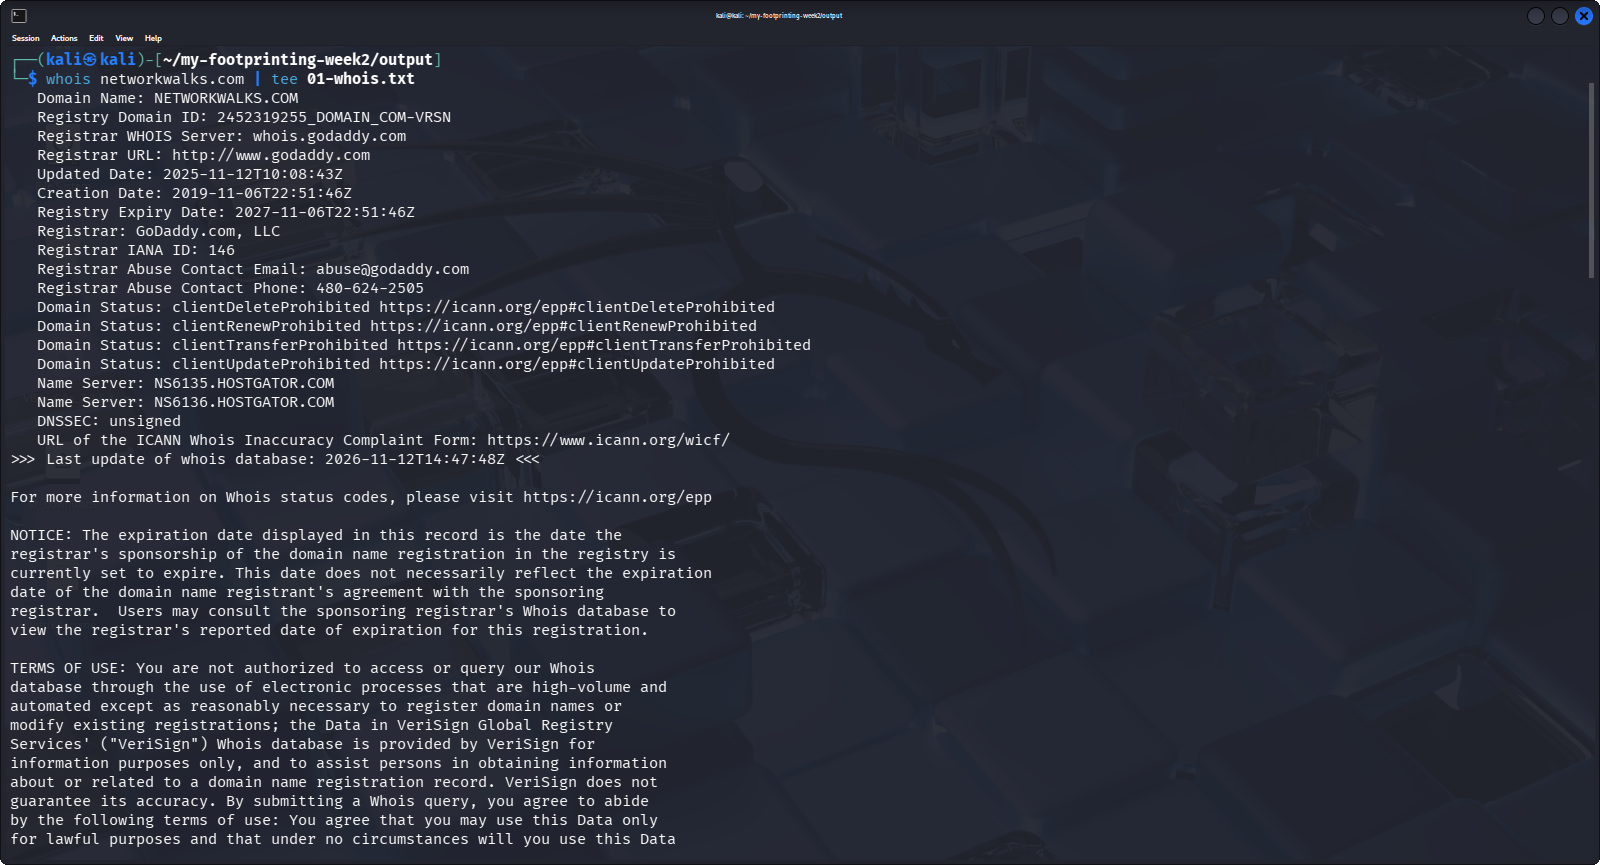 kali@kali: ~/my-footprinting-week2/output
Session Actions Edit View Help
┌──(kali㉿kali)-[~/my-footprinting-week2/output]
└─$ whois networkwalks.com | tee 01-whois.txt
   Domain Name: NETWORKWALKS.COM
   Registry Domain ID: 2452319255_DOMAIN_COM-VRSN
   Registrar WHOIS Server: whois.godaddy.com
   Registrar URL: http://www.godaddy.com
   Updated Date: 2025-11-12T10:08:43Z
   Creation Date: 2019-11-06T22:51:46Z
   Registry Expiry Date: 2027-11-06T22:51:46Z
   Registrar: GoDaddy.com, LLC
   Registrar IANA ID: 146
   Registrar Abuse Contact Email: abuse@godaddy.com
   Registrar Abuse Contact Phone: 480-624-2505
   Domain Status: clientDeleteProhibited https://icann.org/epp#clientDeleteProhibited
   Domain Status: clientRenewProhibited https://icann.org/epp#clientRenewProhibited
   Domain Status: clientTransferProhibited https://icann.org/epp#clientTransferProhibited
   Domain Status: clientUpdateProhibited https://icann.org/epp#clientUpdateProhibited
   Name Server: NS6135.HOSTGATOR.COM
   Name Server: NS6136.HOSTGATOR.COM
   DNSSEC: unsigned
   URL of the ICANN Whois Inaccuracy Complaint Form: https://www.icann.org/wicf/
>>> Last update of whois database: 2026-11-12T14:47:48Z <<<

For more information on Whois status codes, please visit https://icann.org/epp

NOTICE: The expiration date displayed in this record is the date the
registrar's sponsorship of the domain name registration in the registry is
currently set to expire. This date does not necessarily reflect the expiration
date of the domain name registrant's agreement with the sponsoring
registrar.  Users may consult the sponsoring registrar's Whois database to
view the registrar's reported date of expiration for this registration.

TERMS OF USE: You are not authorized to access or query our Whois
database through the use of electronic processes that are high-volume and
automated except as reasonably necessary to register domain names or
modify existing registrations; the Data in VeriSign Global Registry
Services' ("VeriSign") Whois database is provided by VeriSign for
information purposes only, and to assist persons in obtaining information
about or related to a domain name registration record. VeriSign does not
guarantee its accuracy. By submitting a Whois query, you agree to abide
by the following terms of use: You agree that you may use this Data only
for lawful purposes and that under no circumstances will you use this Data